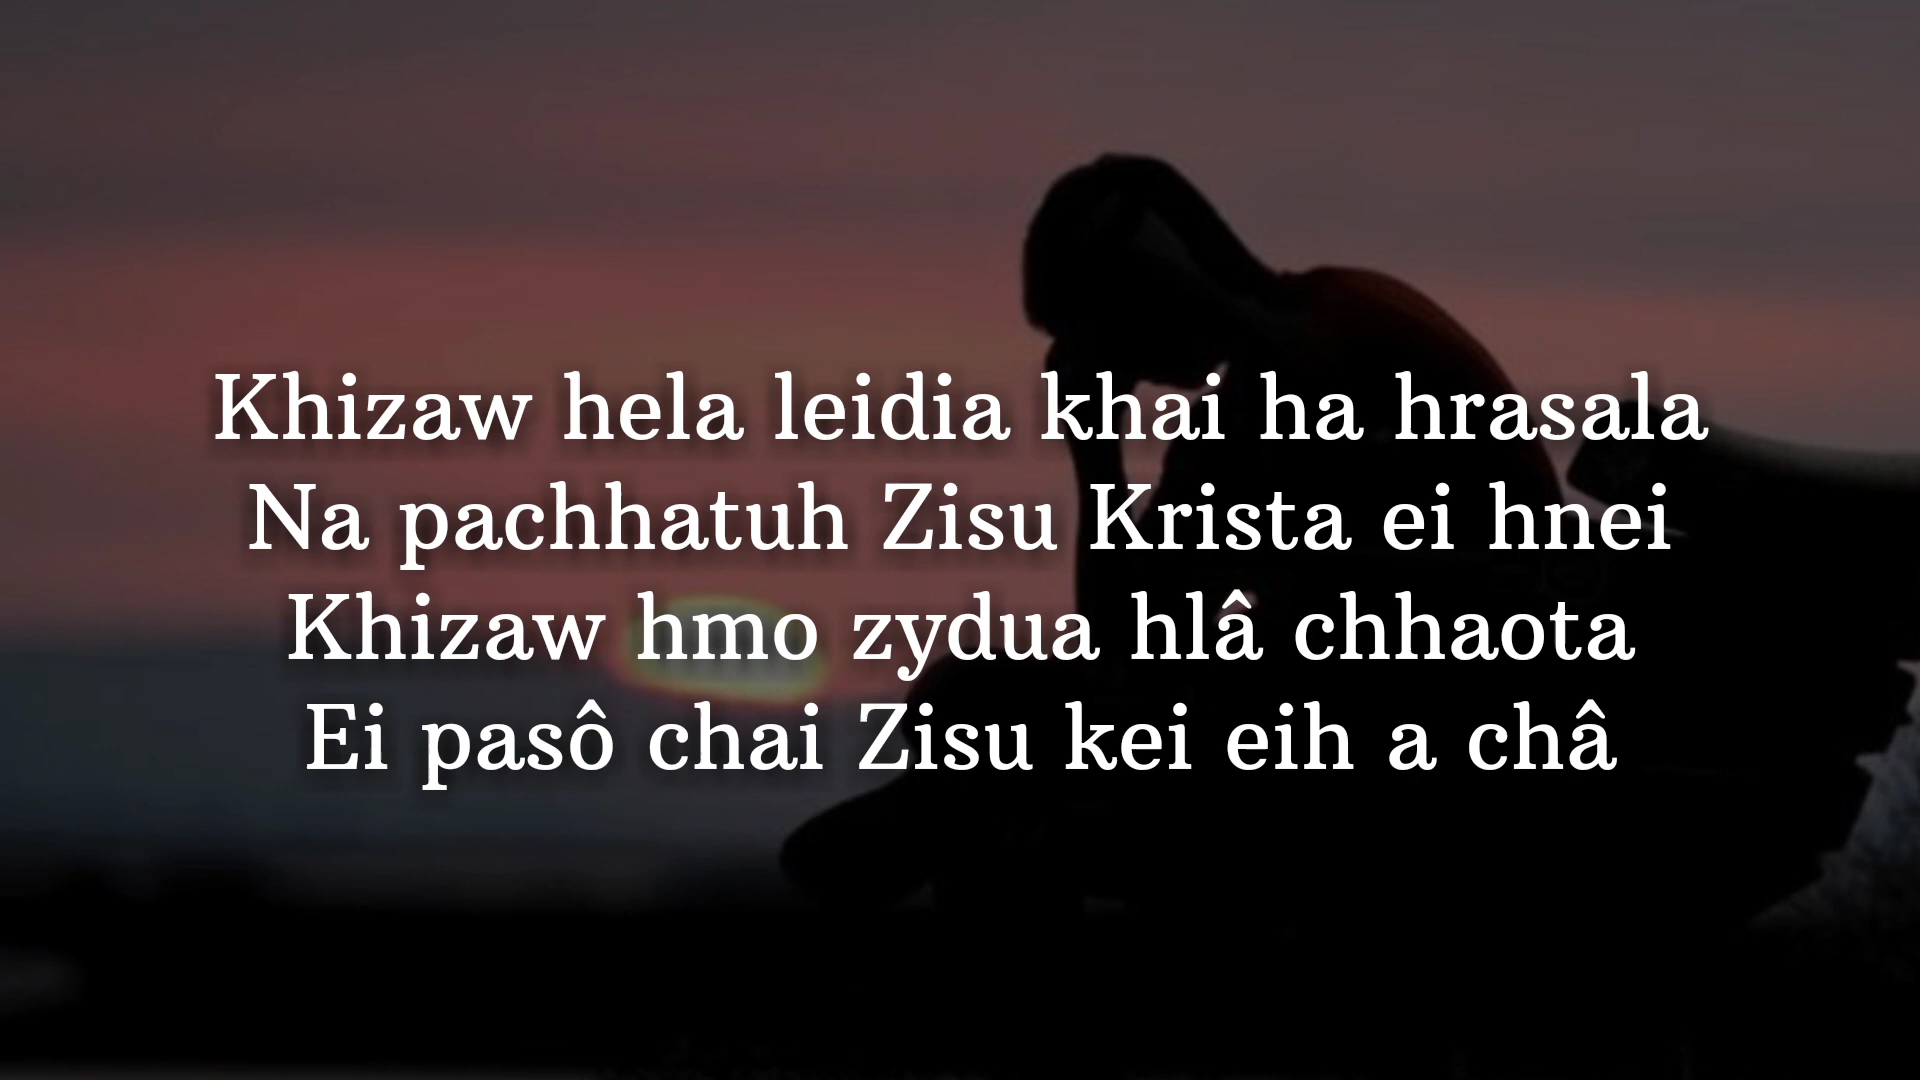 Khizaw hela leidia khai ha hrasala
Na pachhatuh Zisu Krista ei hnei
Khizaw hmo zydua hlâ chhaota
Ei pasô chai Zisu kei eih a châ